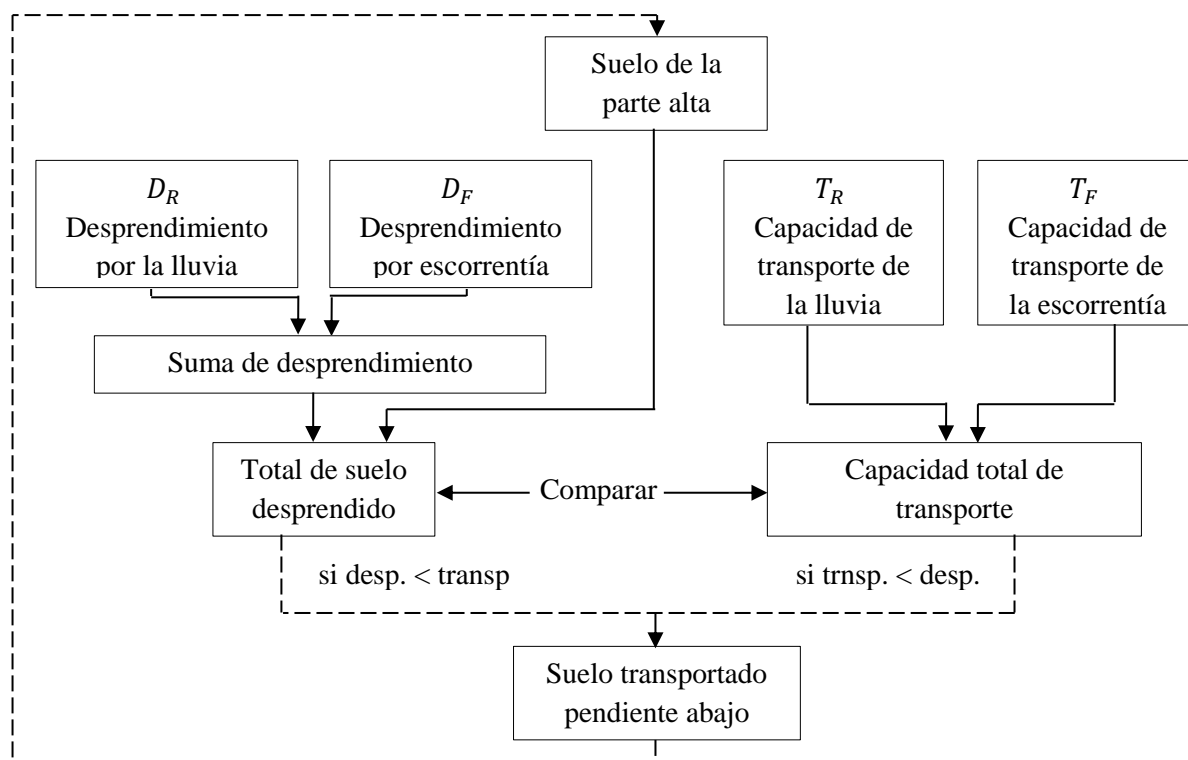 Suelo de la
parte alta
D_R
Desprendimiento
por la lluvia
D_F
Desprendimiento
por escorrentía
T_R
Capacidad de
transporte de
la lluvia
T_F
Capacidad de
transporte de
la escorrentía
Suma de desprendimiento
Total de suelo
desprendido
Comparar
Capacidad total de
transporte
si desp. < transp
si trnsp. < desp.
Suelo transportado
pendiente abajo